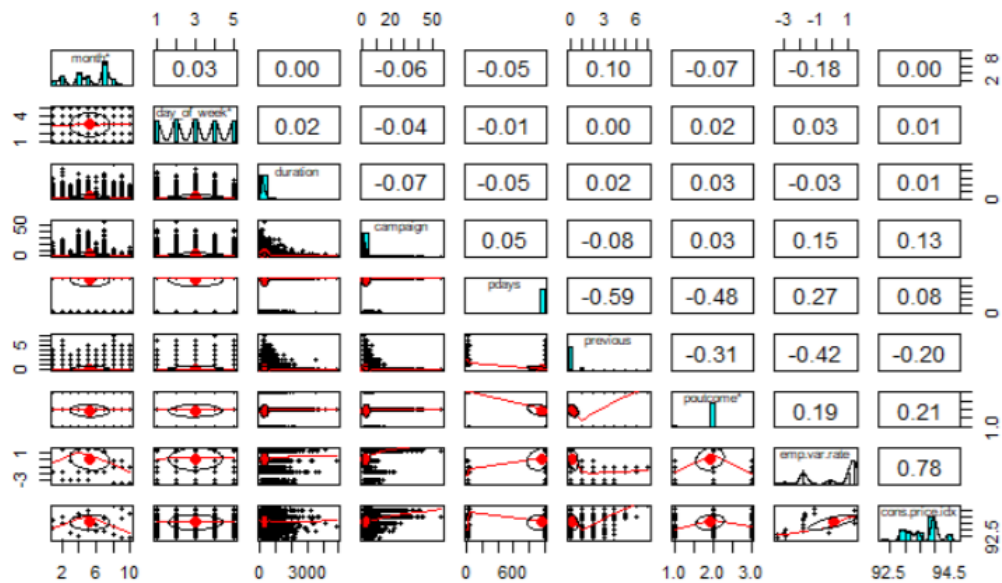 1 3 5 0 20 50 0 2 4 6 -3 -1 1
month* 0.03 0.00 -0.06 -0.05 0.10 -0.07 -0.18 0.00 2 8
1 4 day_of_week* 0.02 -0.04 -0.01 0.00 0.02 0.03 0.01
duration -0.07 -0.05 0.02 0.03 -0.03 0.01 0
0 50 campaign 0.05 -0.08 0.03 0.15 0.13
pdays -0.59 -0.48 0.27 0.08 0
0 5 previous -0.31 -0.42 -0.20
poutcome* 0.19 0.21 1.0
-3 1 emp.var.rate 0.78
cons.price.idx 92.5
2 6 10 0 3000 0 600 1.0 2.0 3.0 92.5 94.5